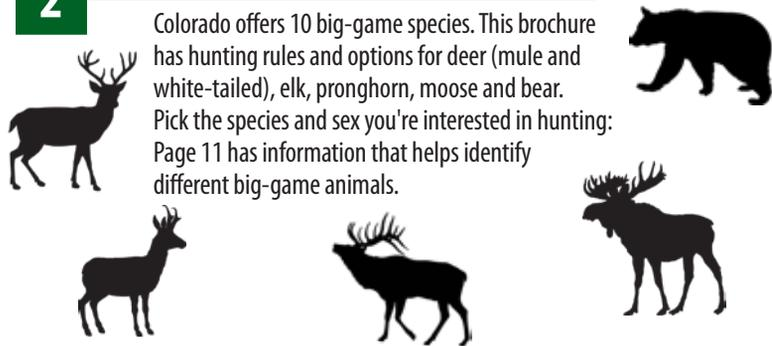 2
Colorado offers 10 big-game species. This brochure
has hunting rules and options for deer (mule and
white-tailed), elk, pronghorn, moose and bear.
Pick the species and sex you're interested in hunting:
Page 11 has information that helps identify
different big-game animals.